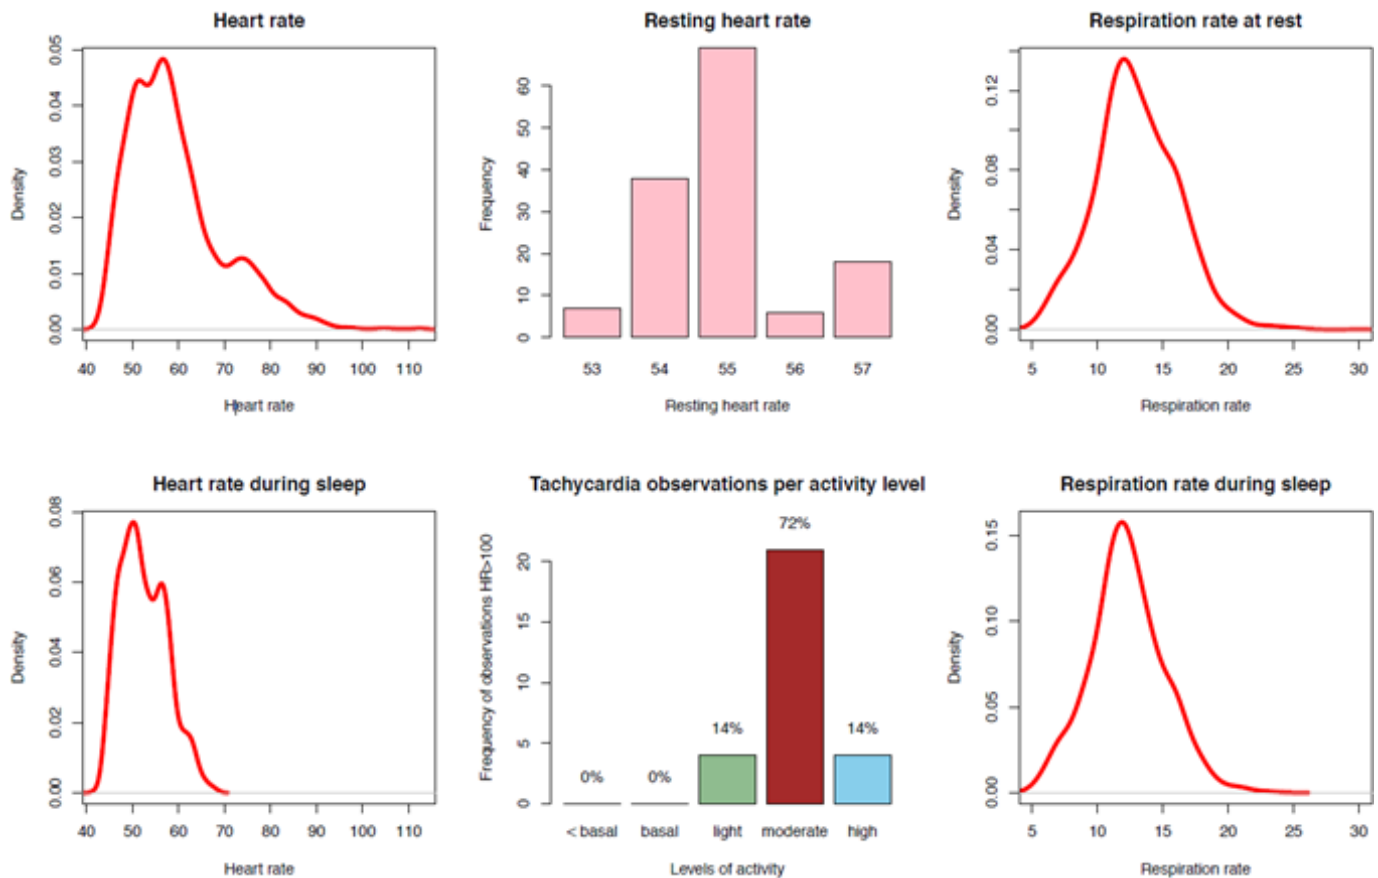 Heart rate
Density
0.00
0.01
0.02
0.03
0.04
0.05
40 50 60 70 80 90 100 110
Heart rate
Resting heart rate
Frequency
0
10
20
30
40
50
60
53 54 55 56 57
Resting heart rate
Respiration rate at rest
Density
0.00
0.04
0.08
0.12
5 10 15 20 25 30
Respiration rate
Heart rate during sleep
Density
0.00
0.02
0.04
0.06
0.08
40 50 60 70 80 90 100 110
Heart rate
Tachycardia observations per activity level
Frequency of observations HR>100
0
5
10
15
20
0% 0% 14% 72% 14%
< basal basal light moderate high
Levels of activity
Respiration rate during sleep
Density
0.00
0.05
0.10
0.15
5 10 15 20 25 30
Respiration rate